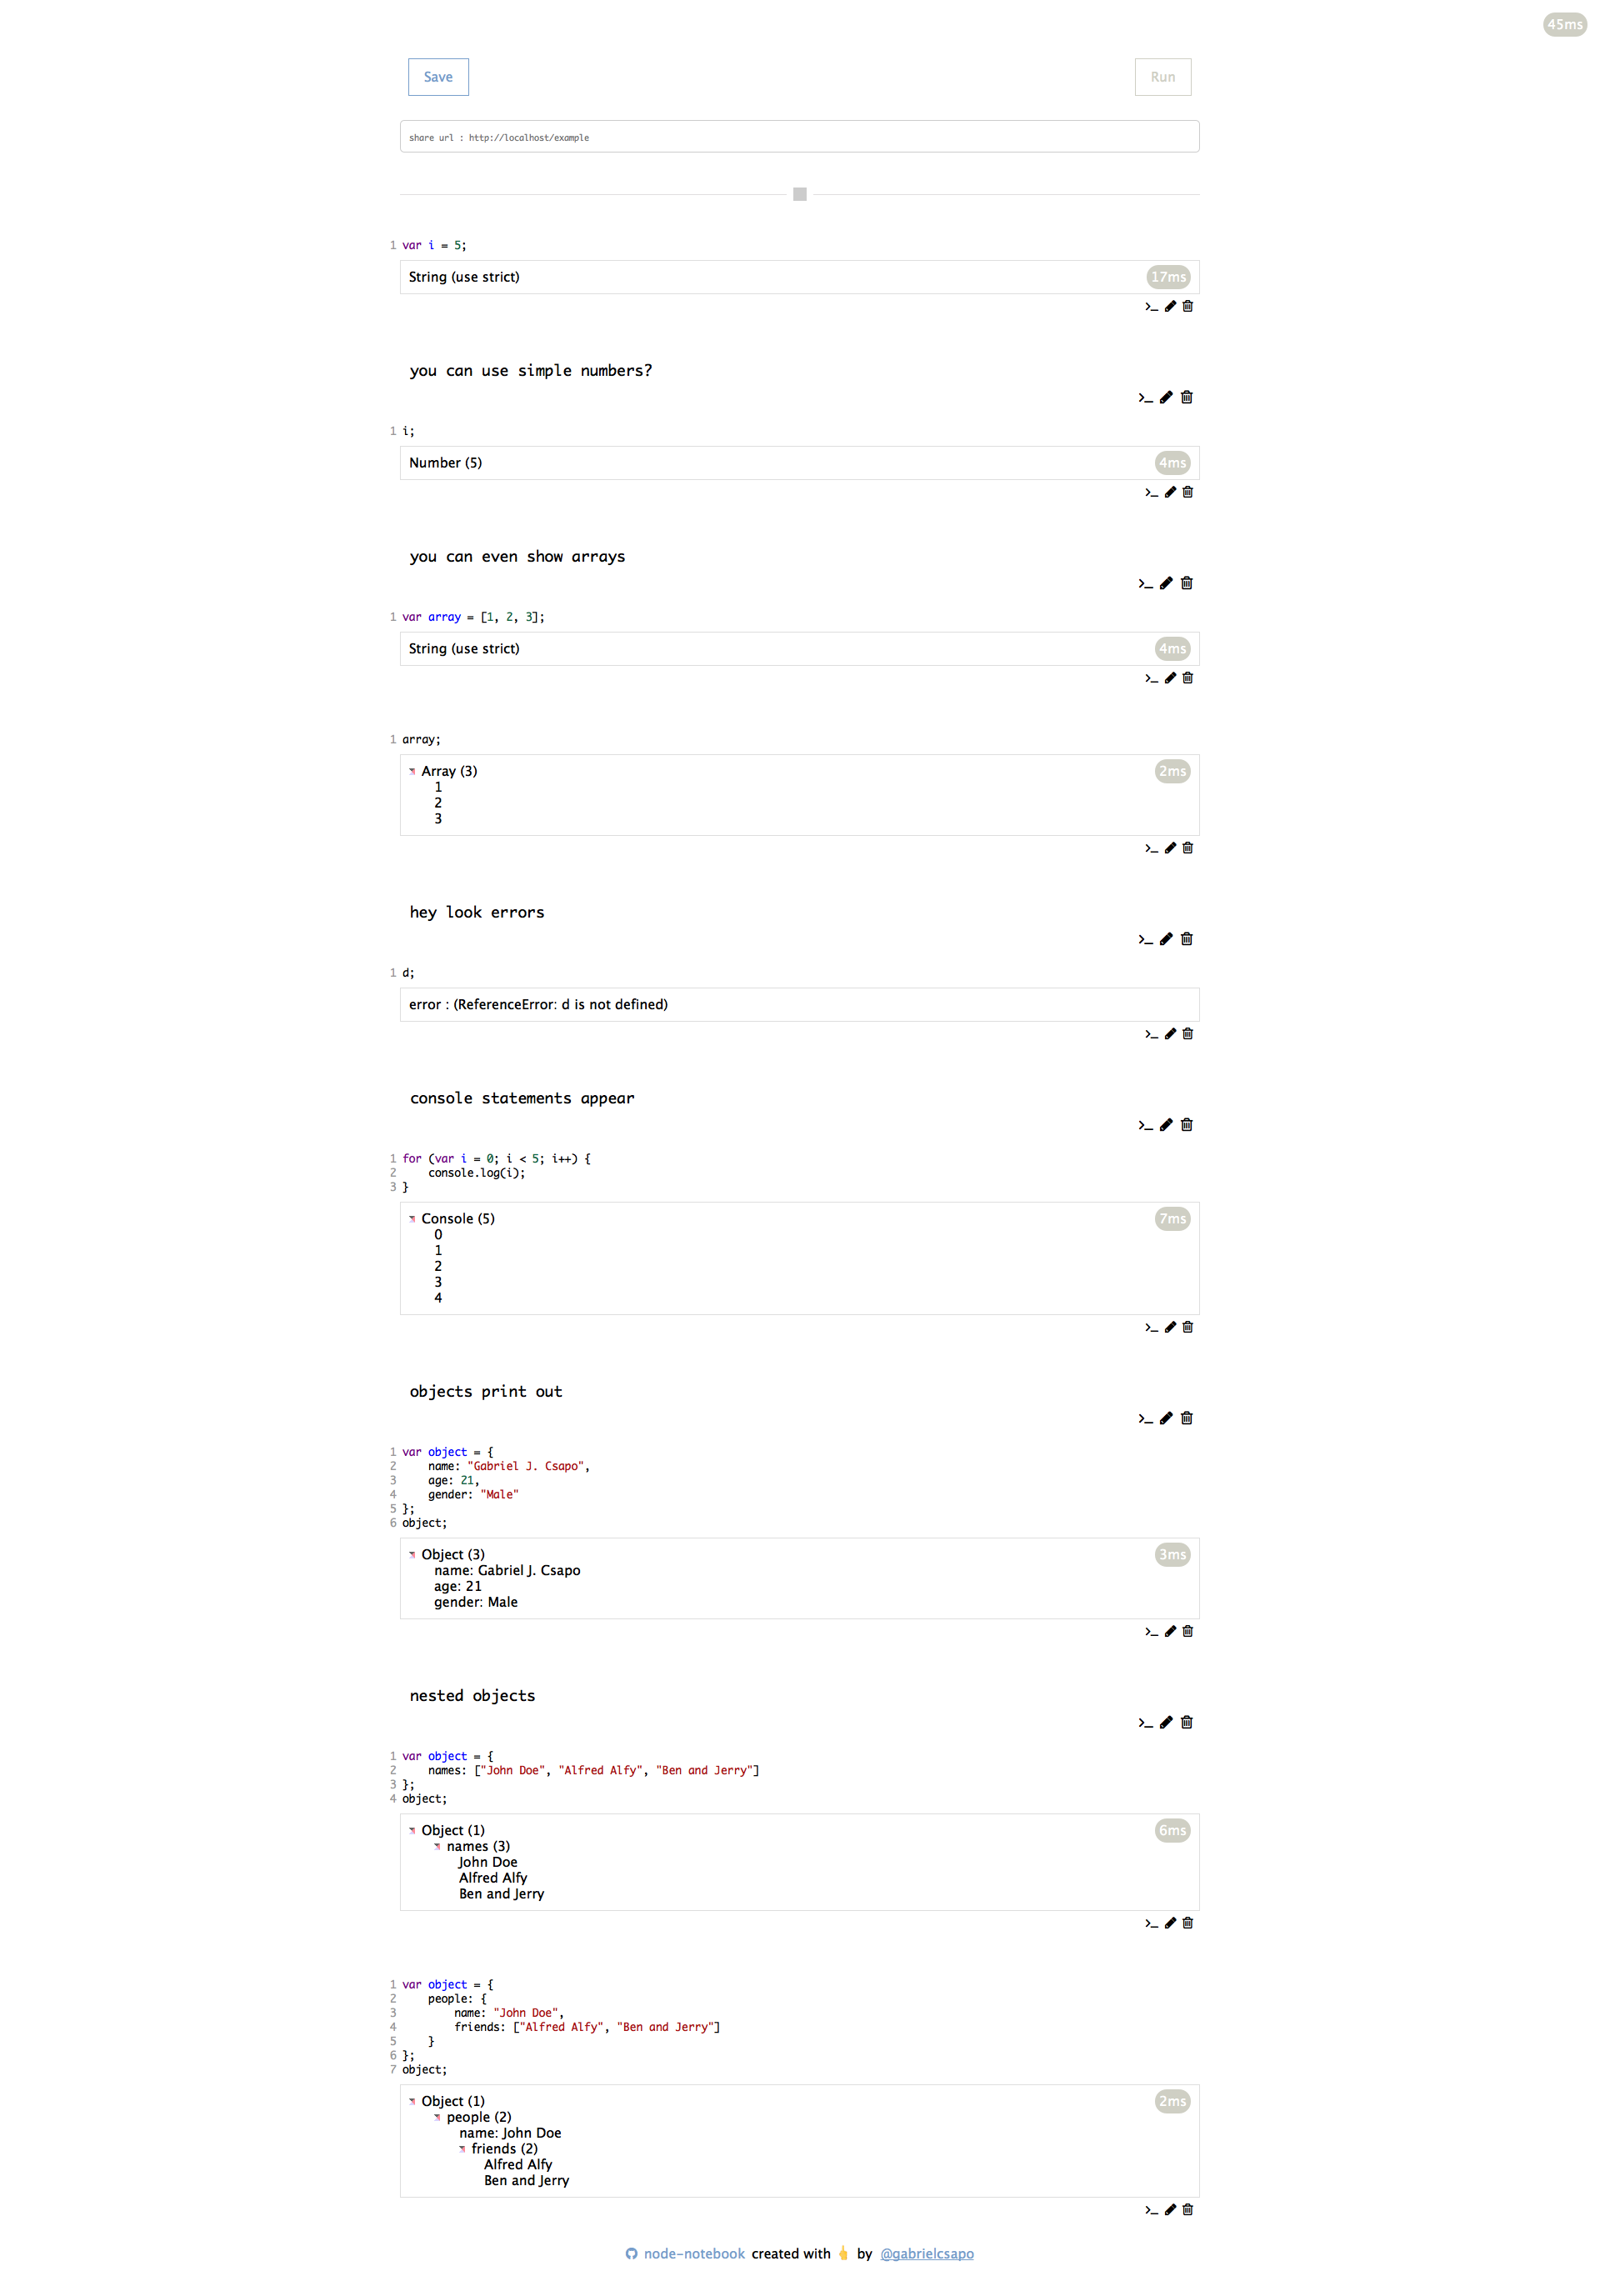 45ms
Save
Run
share url : http://localhost/example
1 var i = 5;
String (use strict) 17ms
you can use simple numbers?
1 i;
Number (5) 4ms
you can even show arrays
1 var array = [1, 2, 3];
String (use strict) 4ms
1 array;
Array (3) 2ms
1
2
3
hey look errors
1 d;
error : (ReferenceError: d is not defined)
console statements appear
1 for (var i = 0; i < 5; i++) {
2     console.log(i);
3 }
Console (5) 7ms
0
1
2
3
4
objects print out
1 var object = {
2     name: "Gabriel J. Csapo",
3     age: 21,
4     gender: "Male"
5 };
6 object;
Object (3) 3ms
name: Gabriel J. Csapo
age: 21
gender: Male
nested objects
1 var object = {
2     names: ["John Doe", "Alfred Alfy", "Ben and Jerry"]
3 };
4 object;
Object (1) 6ms
names (3)
John Doe
Alfred Alfy
Ben and Jerry
1 var object = {
2     people: {
3         name: "John Doe",
4         friends: ["Alfred Alfy", "Ben and Jerry"]
5     }
6 };
7 object;
Object (1) 2ms
people (2)
name: John Doe
friends (2)
Alfred Alfy
Ben and Jerry
node-notebook created with 👆 by @gabrielcsapo